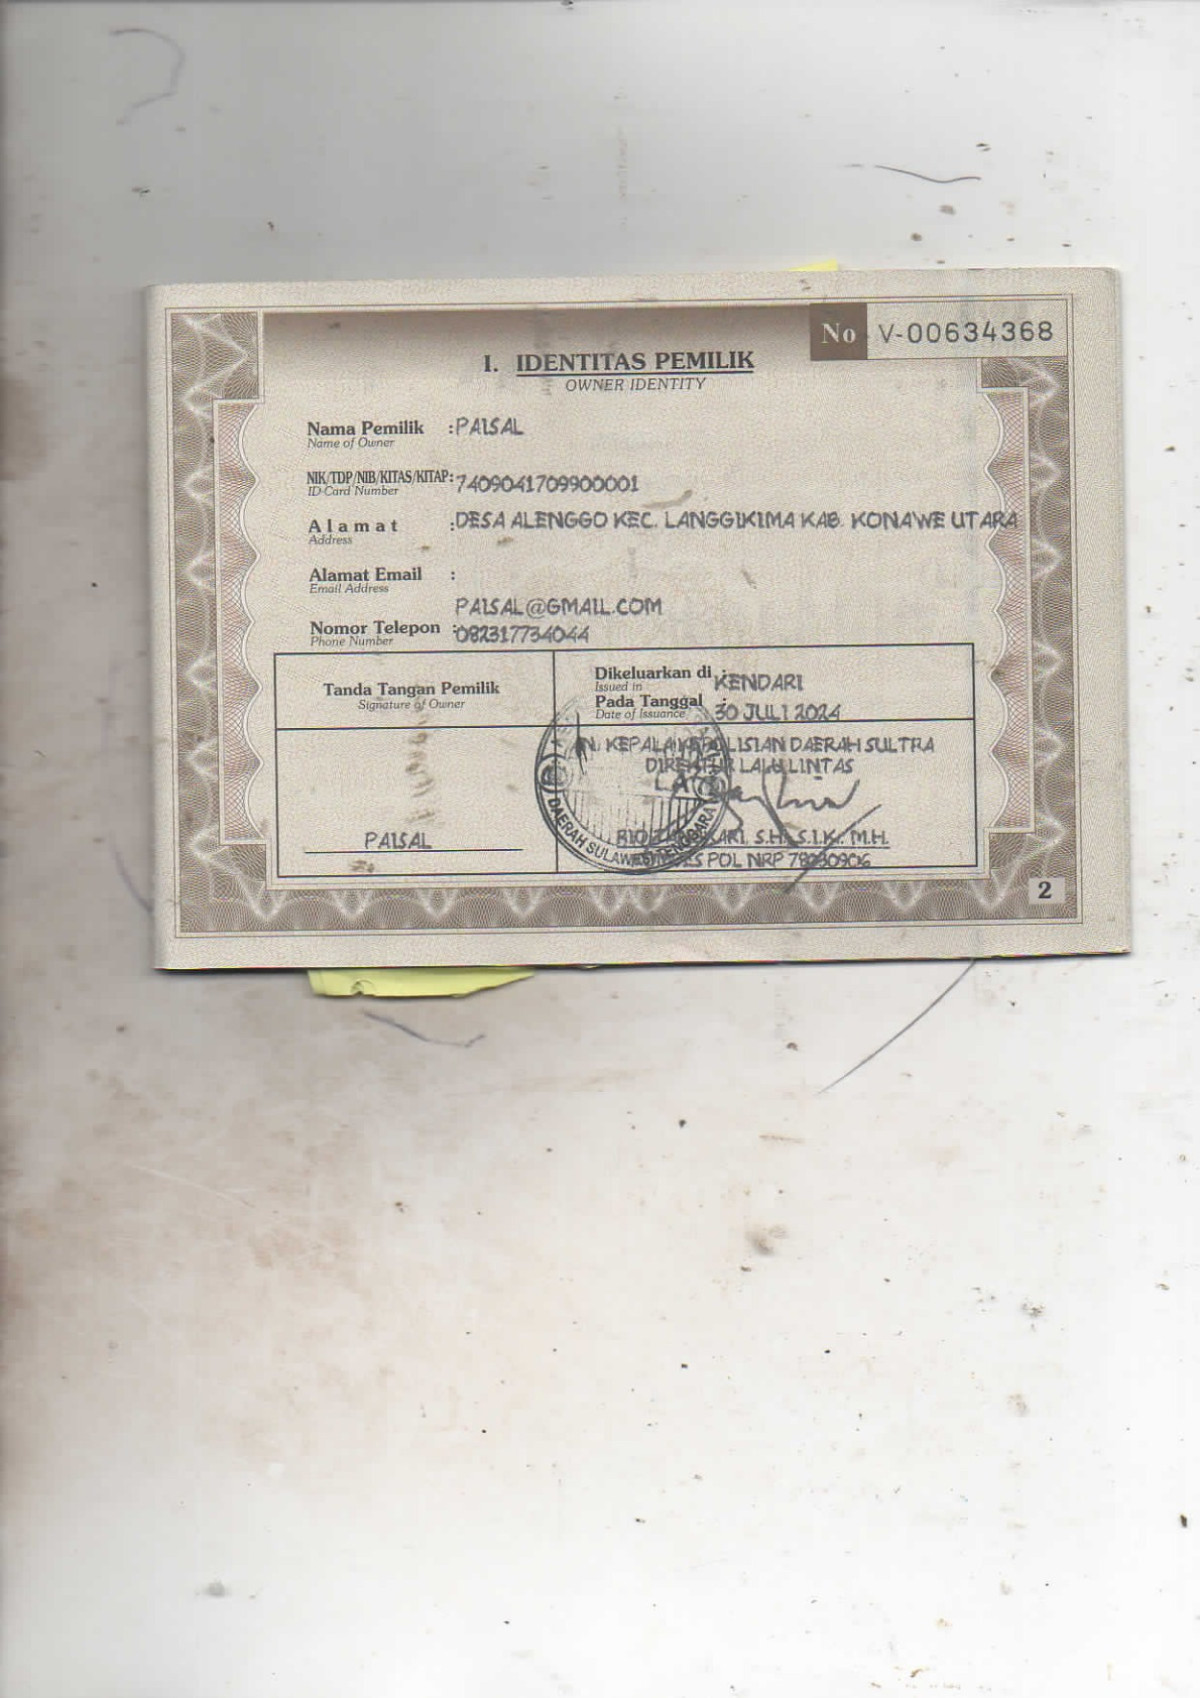 No V-00634368
I. IDENTITAS PEMILIK
OWNER IDENTITY
Nama Pemilik : PAISAL
Name of Owner
NIK/TDP/NIB/KITAS/KITAP: 7409041709900001
ID Card Number
Alamat : DESA ALENGGO KEC. LANGGIKIMA KAB. KONAWE UTARA
Address
Alamat Email :
Email Address
PAISAL@GMAIL.COM
Nomor Telepon : 082317734044
Phone Number
Tanda Tangan Pemilik
Signature of Owner
Dikeluarkan di : KENDARI
Issued in
Pada Tanggal : 30 JULI 2024
Date of Issuance
KEPALA KEPOLISIAN DAERAH SULTRA
DIREKTUR LALU LINTAS
DAERAH SULAWESI TENGGARA
S.H. S.I.K. M.H.
POL NRP
PAISAL
2